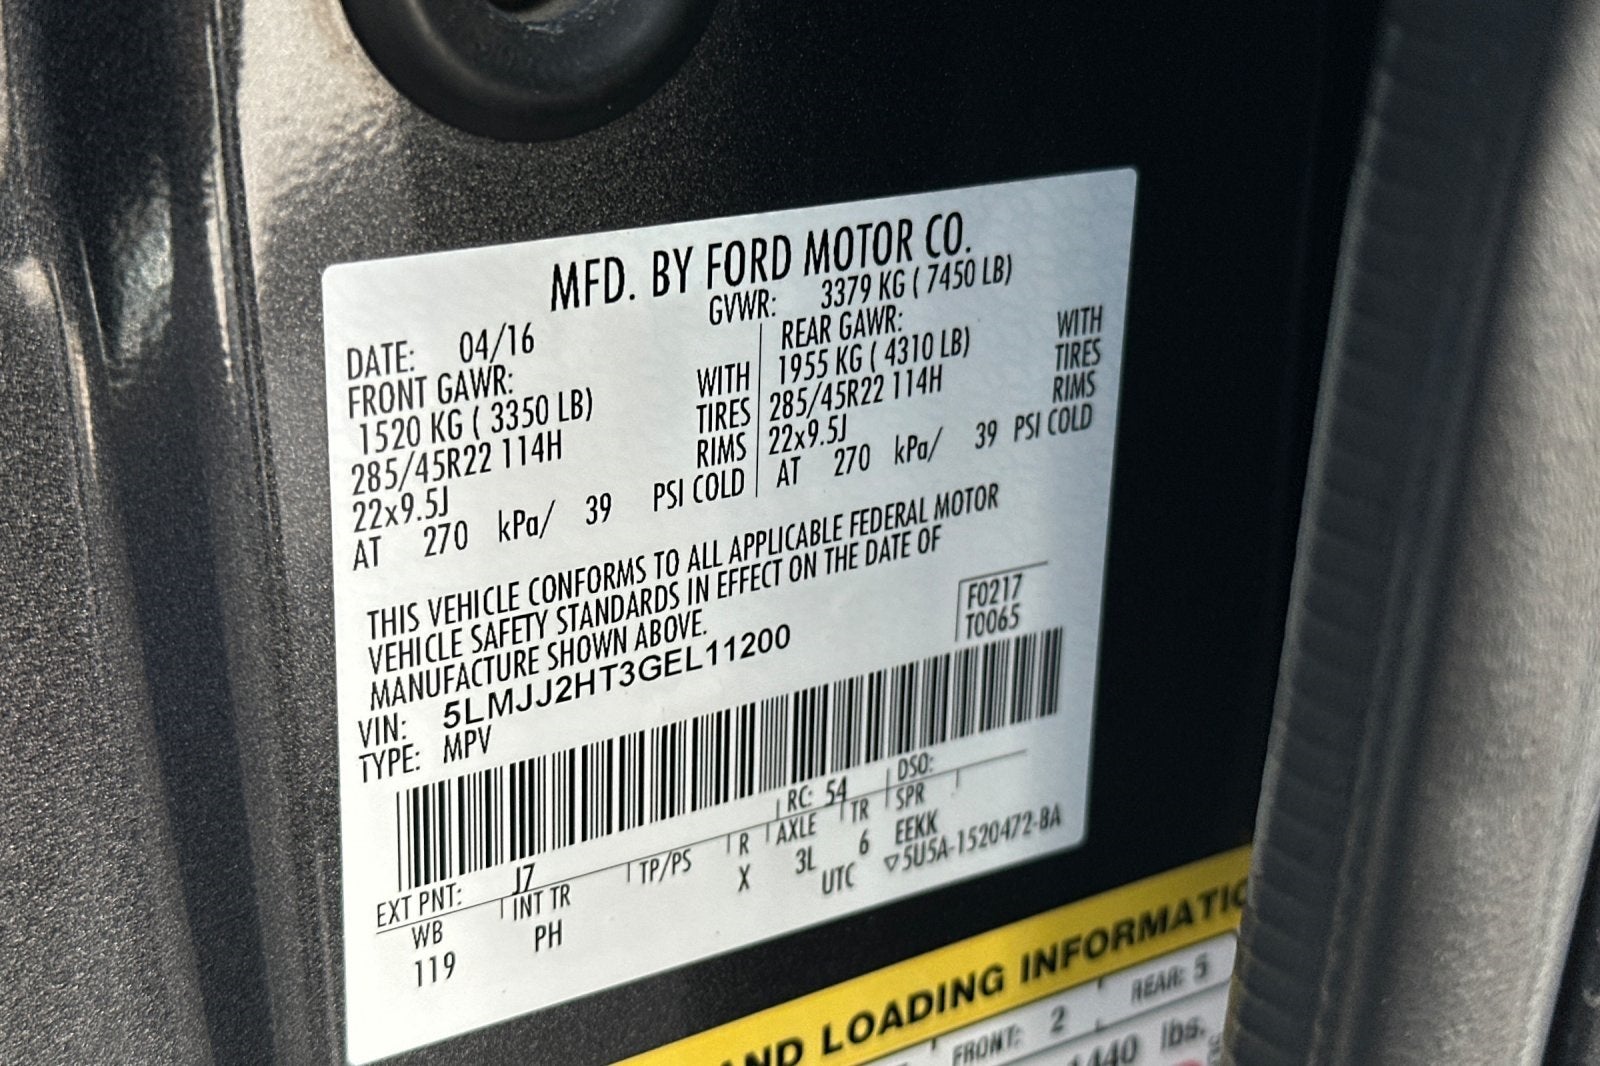 MFD. BY FORD MOTOR CO.
DATE: 04/16
GVWR: 3379 KG ( 7450 LB)
FRONT GAWR:
1520 KG ( 3350 LB) WITH
285/45R22 114H TIRES
22x9.5J RIMS
AT 270 kPa/ 39 PSI COLD
REAR GAWR:
1955 KG ( 4310 LB) WITH
285/45R22 114H TIRES
22x9.5J RIMS
AT 270 kPa/ 39 PSI COLD
THIS VEHICLE CONFORMS TO ALL APPLICABLE FEDERAL MOTOR
VEHICLE SAFETY STANDARDS IN EFFECT ON THE DATE OF
MANUFACTURE SHOWN ABOVE.
F0217
T0065
VIN: 5LMJJ2HT3GEL11200
TYPE: MPV
EXT PNT: J7 RC: 54 DSO:
WB INT TR TP/PS R AXLE TR SPR
119 PH X 3L 6 EEKK
UTC ▽5U5A-1520472-BA
AND LOADING INFORMATIO
FRONT: 2 REAR: 5
lbs.